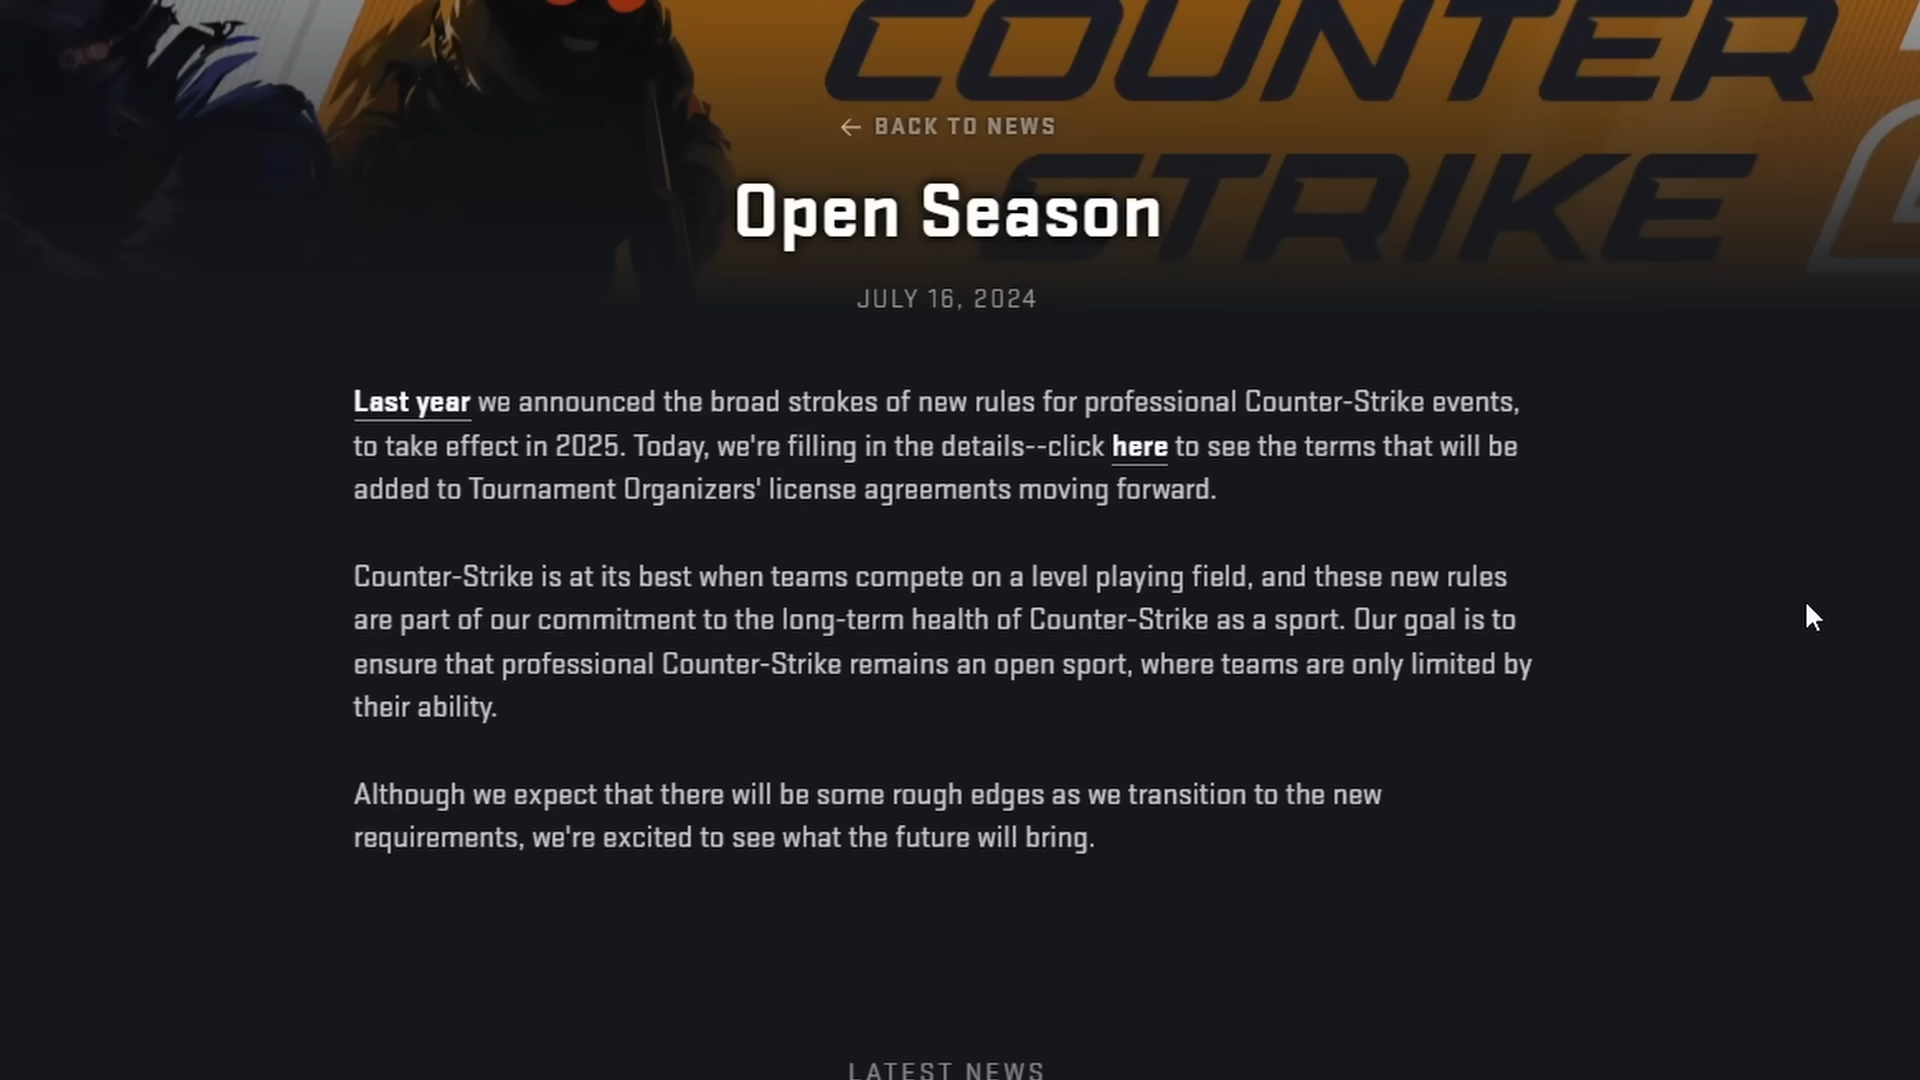 COUNTER
← BACK TO NEWS
STRIKE
Open Season
JULY 16, 2024
Last year we announced the broad strokes of new rules for professional Counter-Strike events,
to take effect in 2025. Today, we're filling in the details--click here to see the terms that will be
added to Tournament Organizers' license agreements moving forward.
Counter-Strike is at its best when teams compete on a level playing field, and these new rules
are part of our commitment to the long-term health of Counter-Strike as a sport. Our goal is to
ensure that professional Counter-Strike remains an open sport, where teams are only limited by
their ability.
Although we expect that there will be some rough edges as we transition to the new
requirements, we're excited to see what the future will bring.
LATEST NEWS